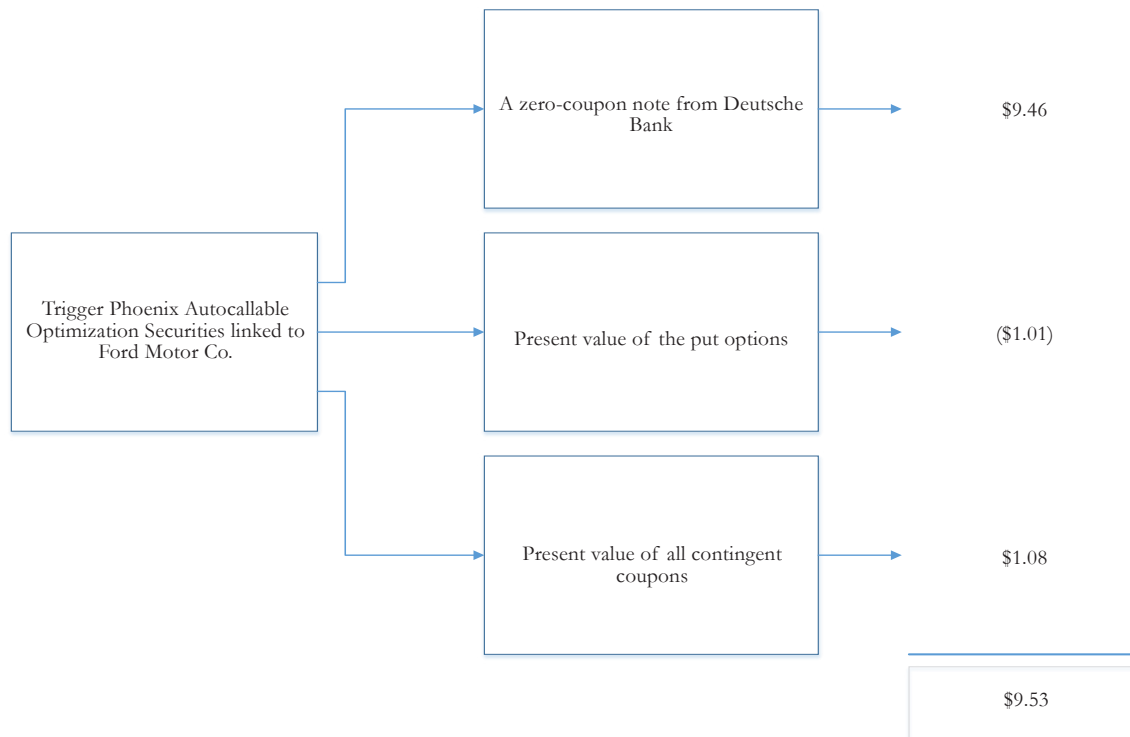 A zero-coupon note from Deutsche
Bank
$9.46
Trigger Phoenix Autocallable
Optimization Securities linked to
Ford Motor Co.
Present value of the put options
($1.01)
Present value of all contingent
coupons
$1.08
$9.53